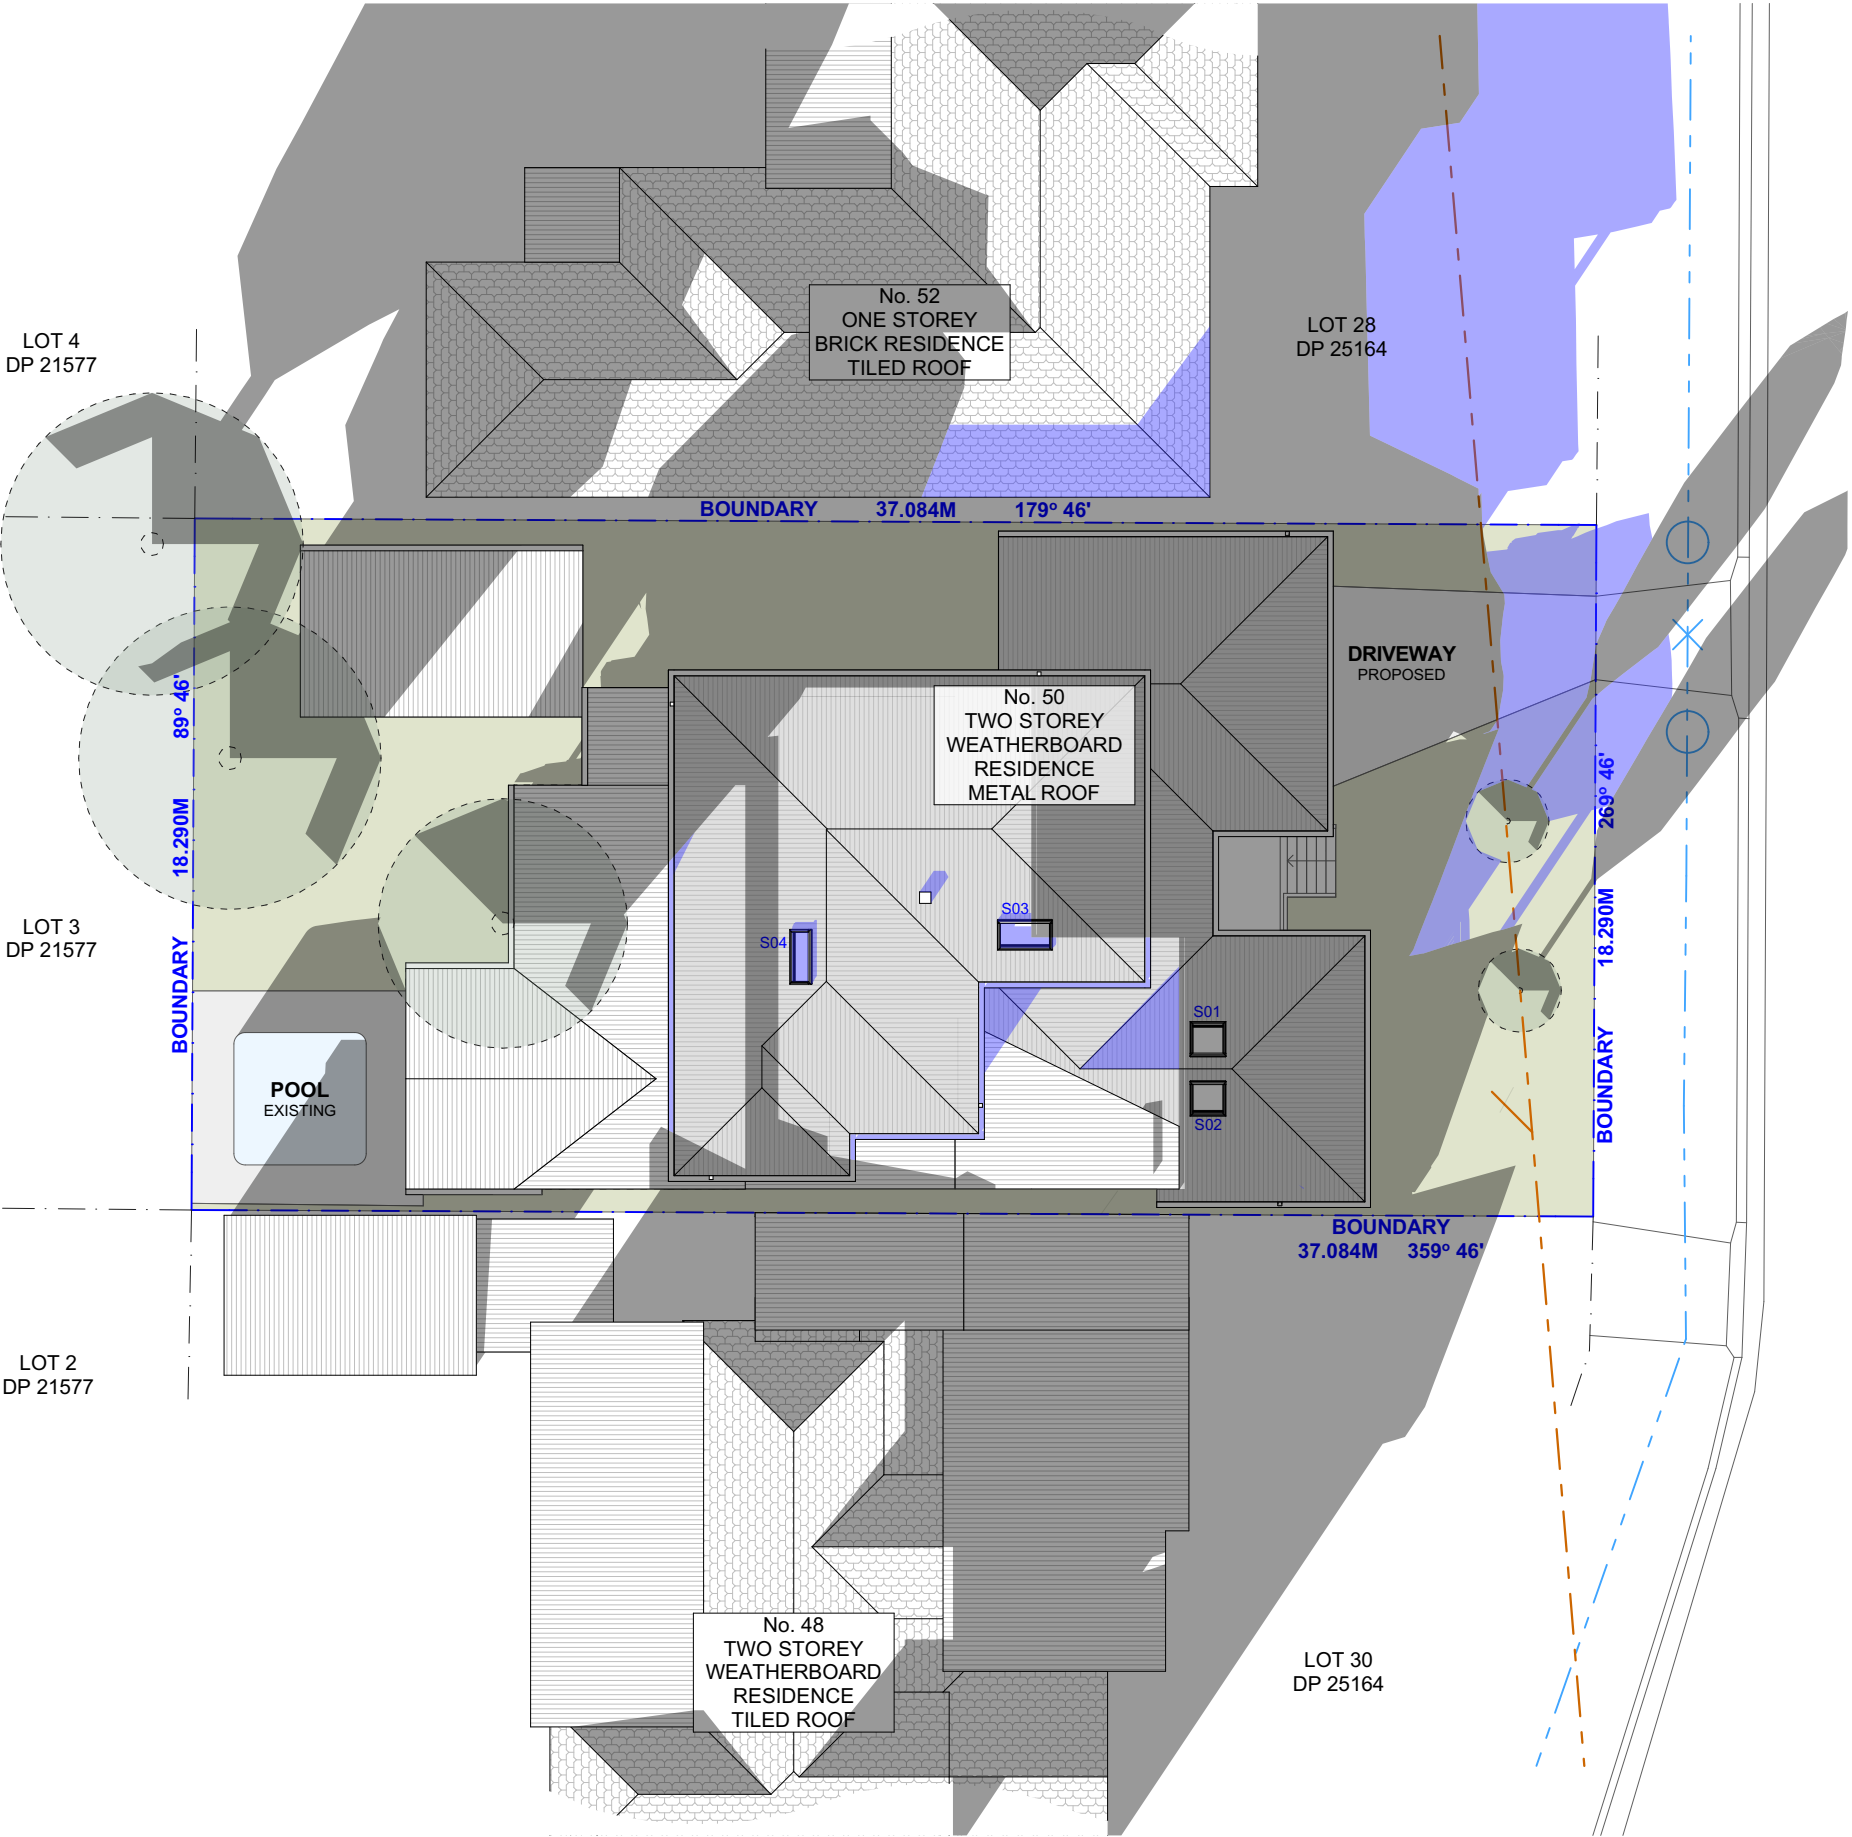 No. 52
ONE STOREY
BRICK RESIDENCE
TILED ROOF
LOT 28
DP 25164
LOT 4
DP 21577
BOUNDARY 37.084M 179° 46'
DRIVEWAY
PROPOSED
No. 50
TWO STOREY
WEATHERBOARD
RESIDENCE
METAL ROOF
BOUNDARY 18.290M 89° 46'
BOUNDARY 18.290M 269° 46'
LOT 3
DP 21577
S03
S04
S01
S02
POOL
EXISTING
BOUNDARY
37.084M 359° 46'
LOT 2
DP 21577
No. 48
TWO STOREY
WEATHERBOARD
RESIDENCE
TILED ROOF
LOT 30
DP 25164